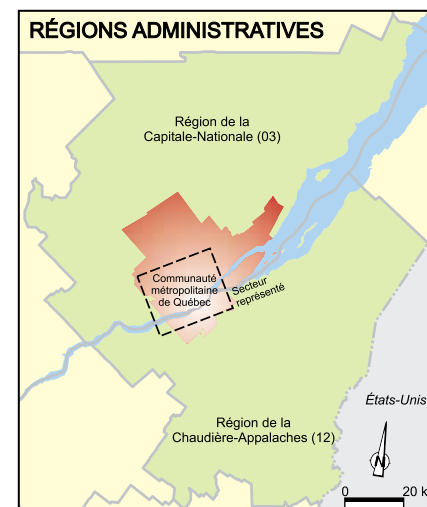 RÉGIONS ADMINISTRATIVES
Région de la
Capitale-Nationale (03)
Communauté
métropolitaine
de Québec
Secteur
représenté
États-Unis
Région de la
Chaudière-Appalaches (12)
N
0 20 k